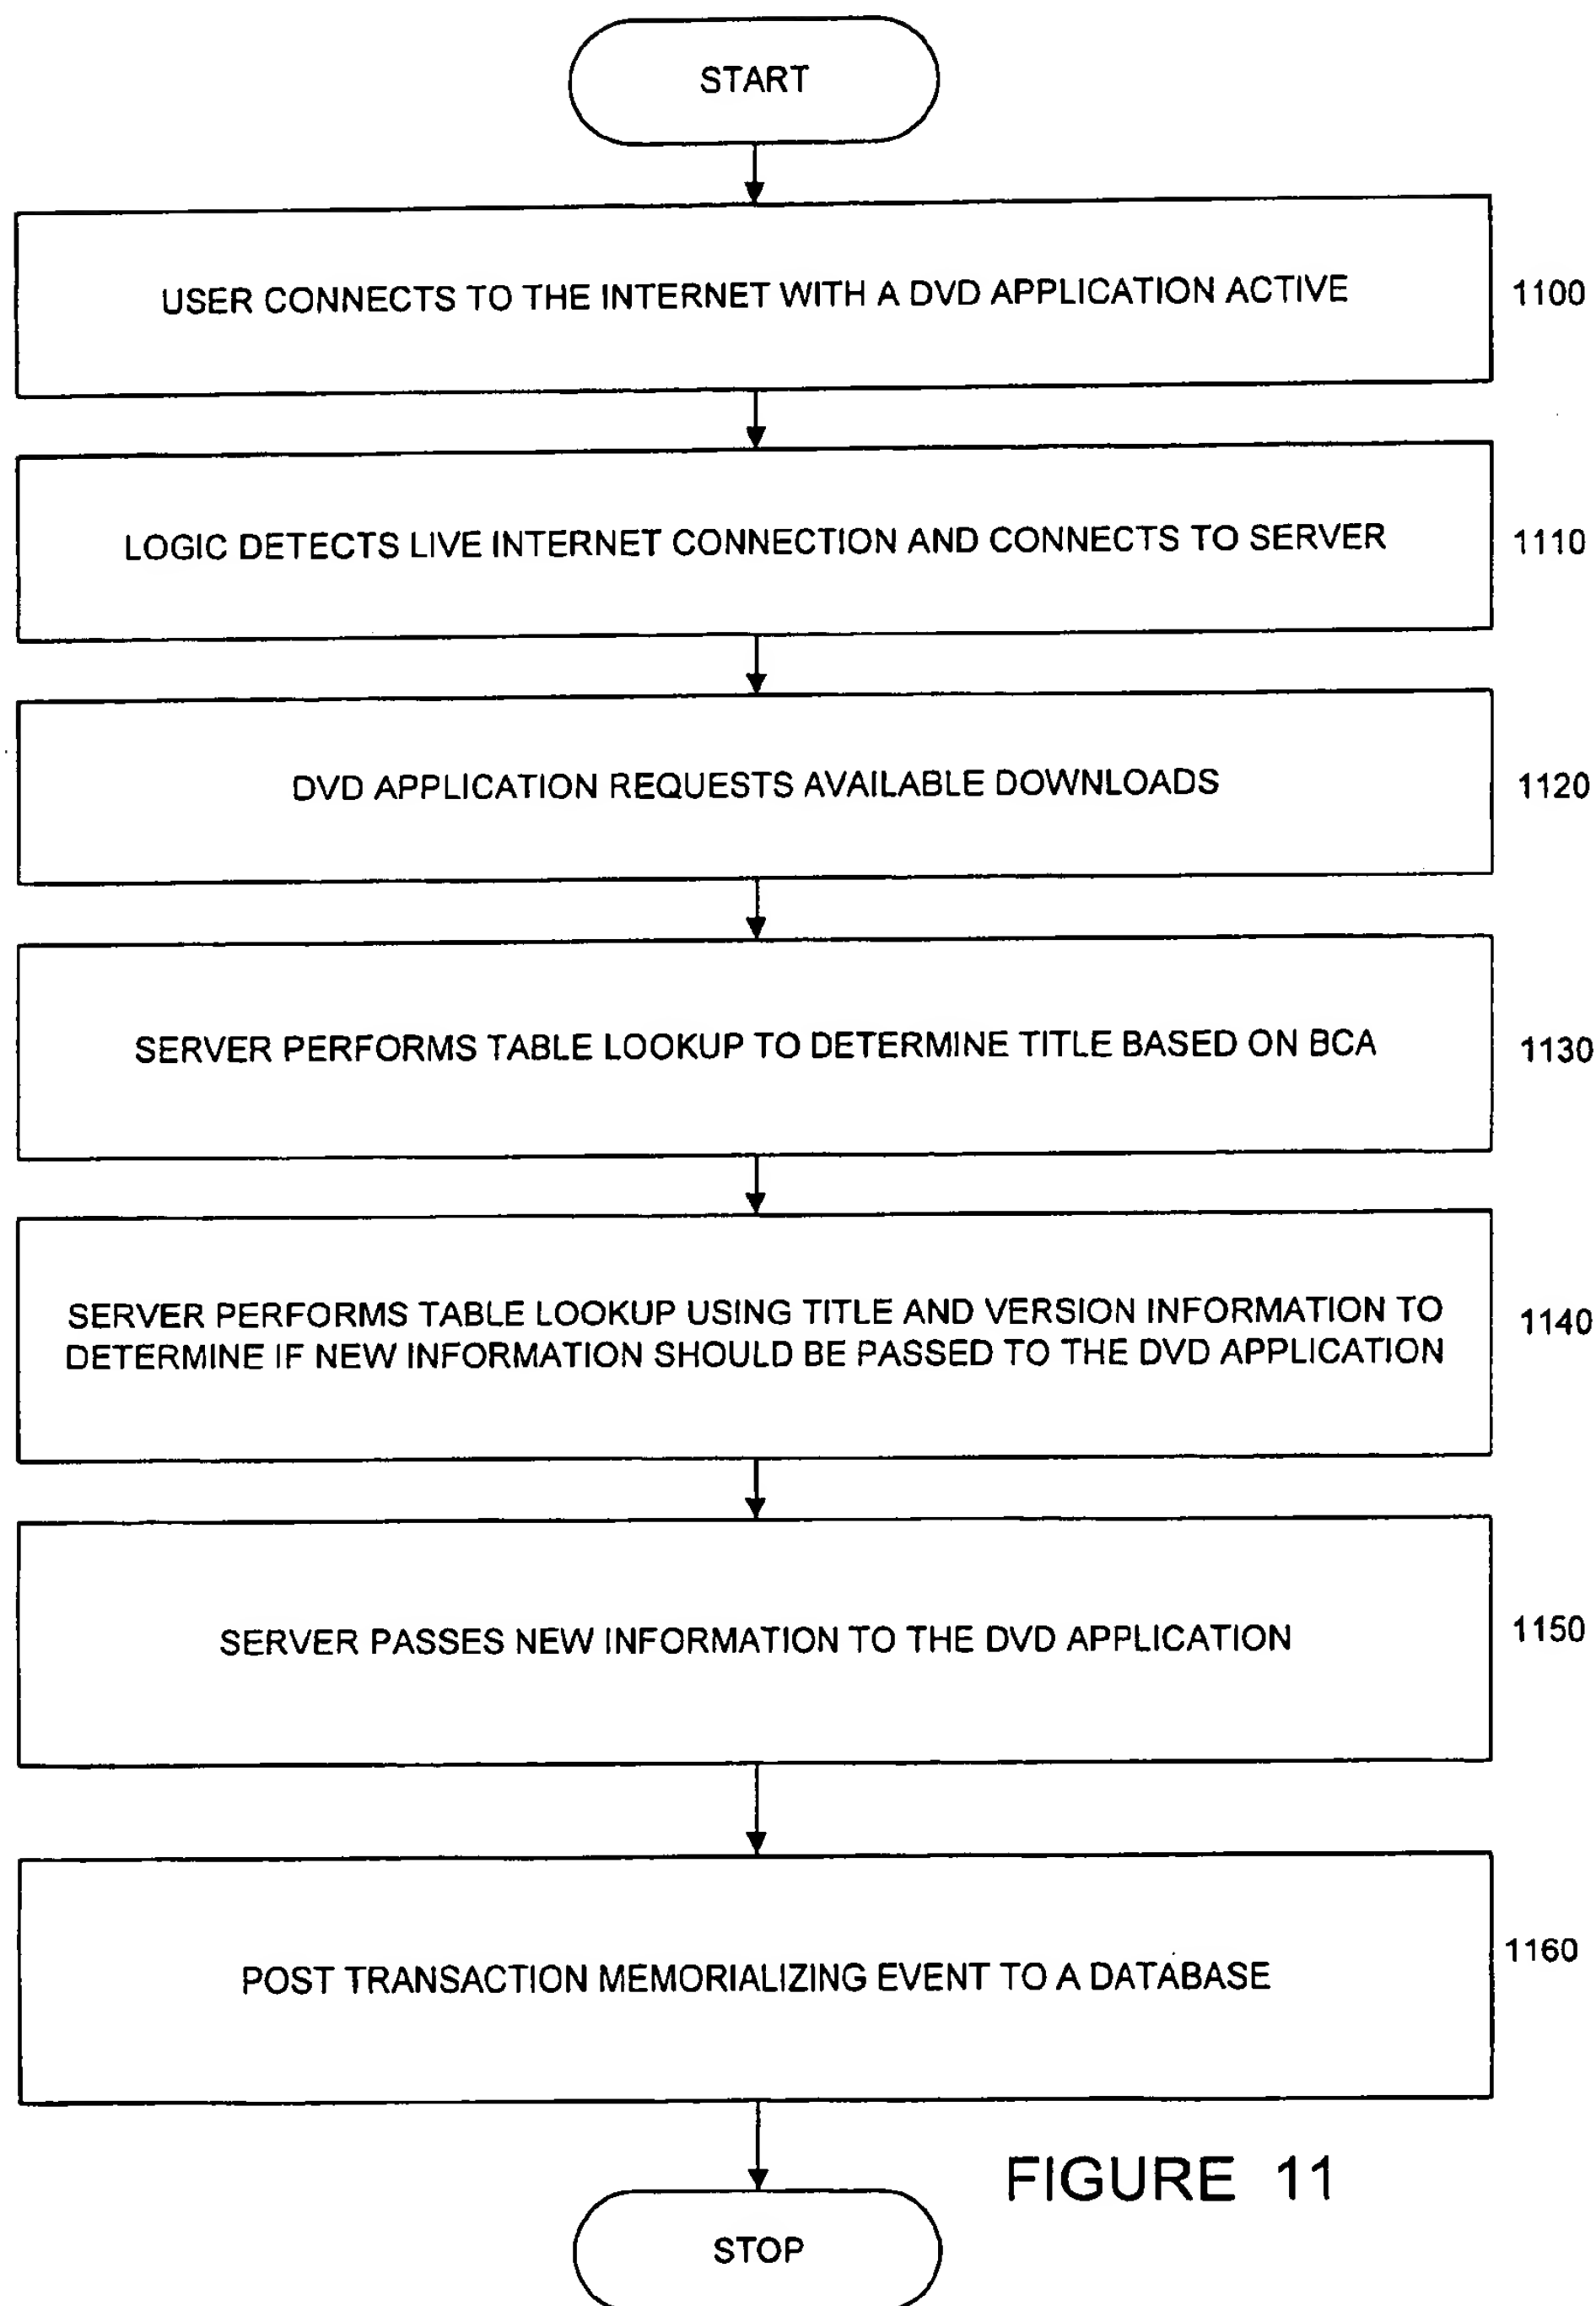 START
USER CONNECTS TO THE INTERNET WITH A DVD APPLICATION ACTIVE
1100
LOGIC DETECTS LIVE INTERNET CONNECTION AND CONNECTS TO SERVER
1110
DVD APPLICATION REQUESTS AVAILABLE DOWNLOADS
1120
SERVER PERFORMS TABLE LOOKUP TO DETERMINE TITLE BASED ON BCA
1130
SERVER PERFORMS TABLE LOOKUP USING TITLE AND VERSION INFORMATION TO
DETERMINE IF NEW INFORMATION SHOULD BE PASSED TO THE DVD APPLICATION
1140
SERVER PASSES NEW INFORMATION TO THE DVD APPLICATION
1150
POST TRANSACTION MEMORIALIZING EVENT TO A DATABASE
1160
FIGURE 11
STOP